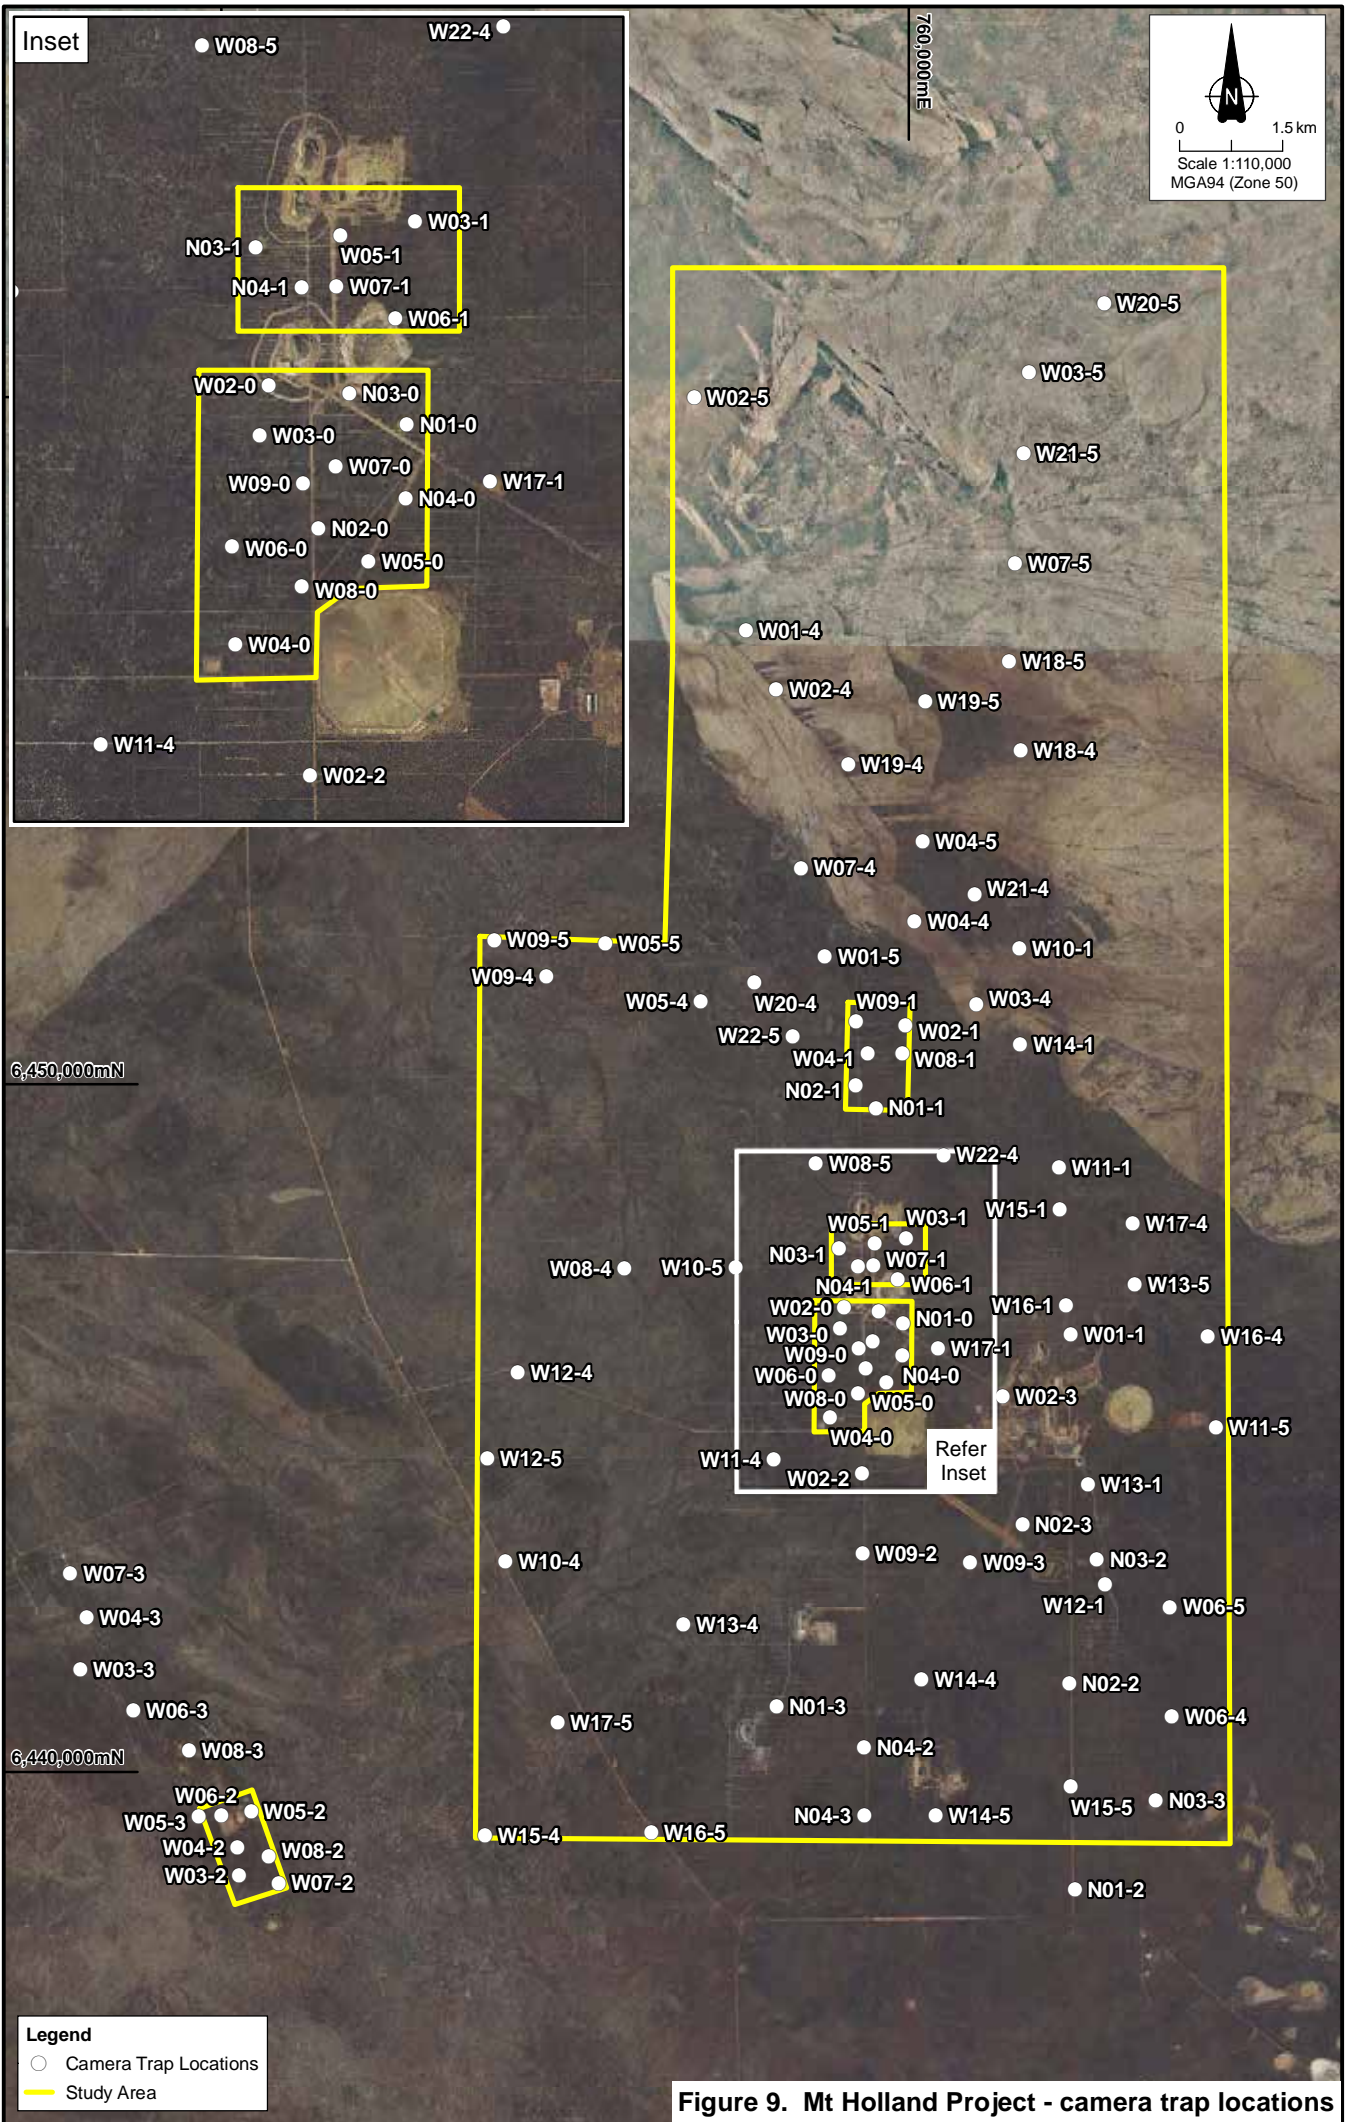 Inset
W08-5
W22-4
W03-1
N03-1
W05-1
N04-1
W07-1
W06-1
W02-0
N03-0
N01-0
W03-0
W07-0
W09-0
W17-1
N04-0
N02-0
W06-0
W05-0
W08-0
W04-0
W11-4
W02-2
760,000mE
N
0 1.5 km
Scale 1:110,000
MGA94 (Zone 50)
W20-5
W03-5
W02-5
W21-5
W07-5
W01-4
W18-5
W02-4
W19-5
W18-4
W19-4
W04-5
W07-4
W21-4
W04-4
W09-5
W05-5
W10-1
W01-5
W09-4
W20-4
W05-4
W09-1
W03-4
W22-5
W02-1
W14-1
W04-1
W08-1
6,450,000mN
N02-1
N01-1
W08-5
W22-4
W11-1
W15-1
W17-4
W05-1
W03-1
N03-1
W07-1
W08-4
W10-5
N04-1
W06-1
W13-5
W02-0
W16-1
N01-0
W03-0
W01-1
W16-4
W09-0
W17-1
W12-4
W06-0
N04-0
W08-0
W05-0
W02-3
W04-0
W11-5
Refer
Inset
W12-5
W11-4
W02-2
W13-1
N02-3
W10-4
W09-2
W09-3
N03-2
W07-3
W12-1
W06-5
W04-3
W13-4
W03-3
W14-4
N02-2
W06-3
N01-3
W06-4
W17-5
W08-3
N04-2
6,440,000mN
W06-2
W05-2
W05-3
W15-5
N03-3
N04-3
W14-5
W15-4
W16-5
W04-2
W08-2
W03-2
W07-2
N01-2
Legend
Camera Trap Locations
Study Area
Figure 9. Mt Holland Project - camera trap locations